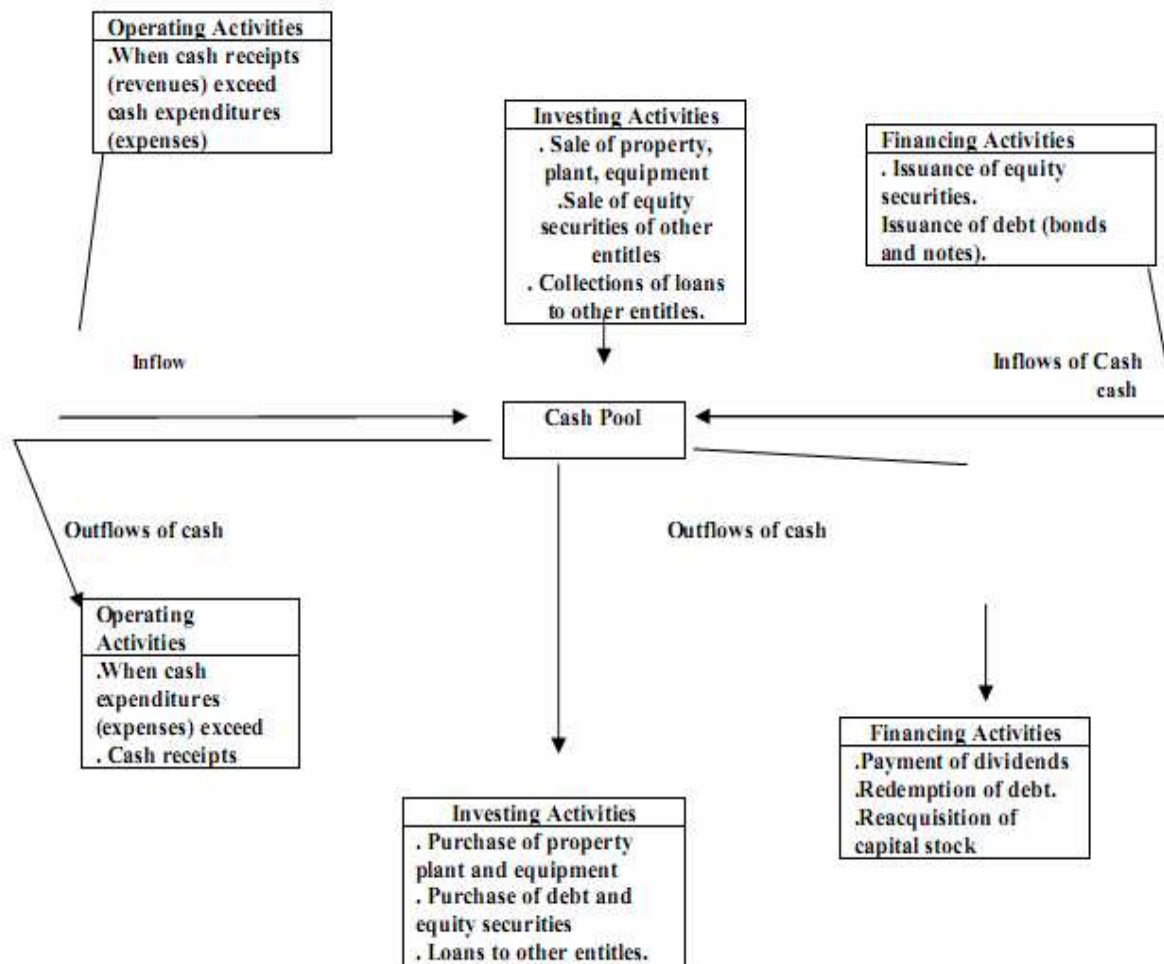 Operating Activities
.When cash receipts
(revenues) exceed
cash expenditures
(expenses)
Investing Activities
. Sale of property,
plant, equipment
.Sale of equity
securities of other
entitles
. Collections of loans
to other entitles.
Financing Activities
. Issuance of equity
securities.
Issuance of debt (bonds
and notes).
Inflow
Inflows of Cash
cash
Cash Pool
Outflows of cash
Outflows of cash
Operating
Activities
.When cash
expenditures
(expenses) exceed
. Cash receipts
Investing Activities
. Purchase of property
plant and equipment
. Purchase of debt and
equity securities
. Loans to other entities.
Financing Activities
.Payment of dividends
.Redemption of debt.
.Reacquisition of
capital stock